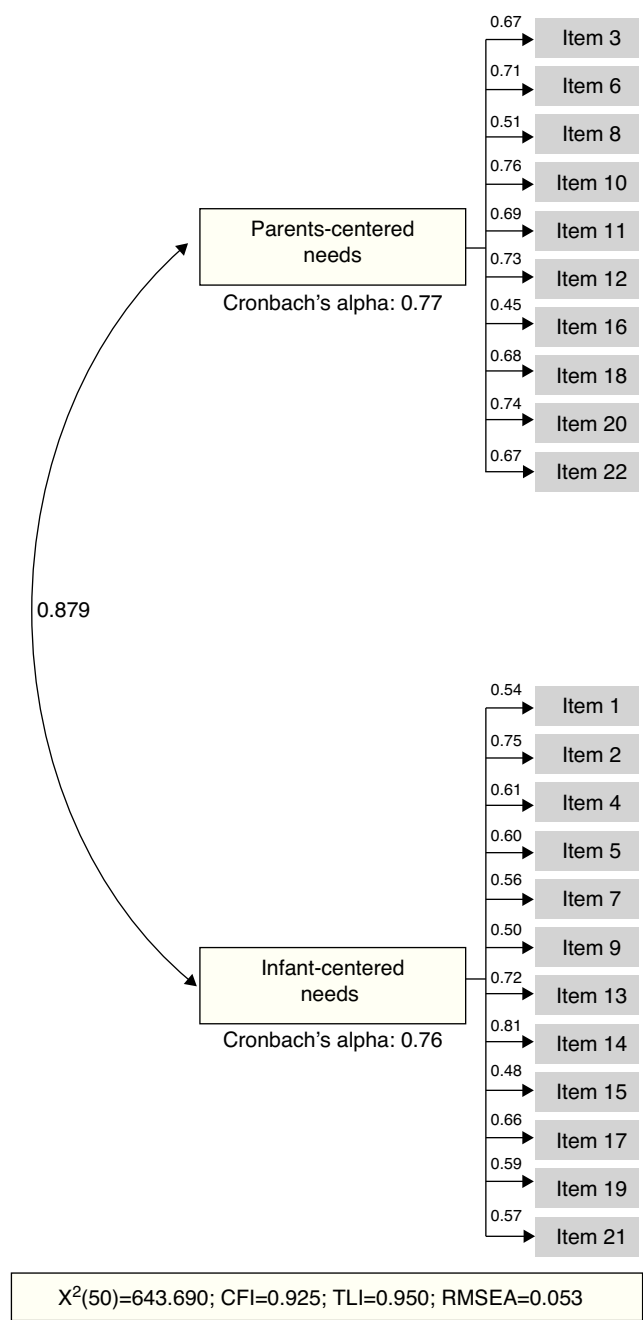 0.67
Item 3
0.71
Item 6
0.51
Item 8
0.76
Item 10
Parents-centered
needs
0.69
Item 11
0.73
Item 12
Cronbach's alpha: 0.77
0.45
Item 16
0.68
Item 18
0.74
Item 20
0.67
Item 22
0.879
0.54
Item 1
0.75
Item 2
0.61
Item 4
0.60
Item 5
0.56
Item 7
0.50
Item 9
Infant-centered
needs
0.72
Item 13
Cronbach's alpha: 0.76
0.81
Item 14
0.48
Item 15
0.66
Item 17
0.59
Item 19
0.57
Item 21
X²(50)=643.690; CFI=0.925; TLI=0.950; RMSEA=0.053